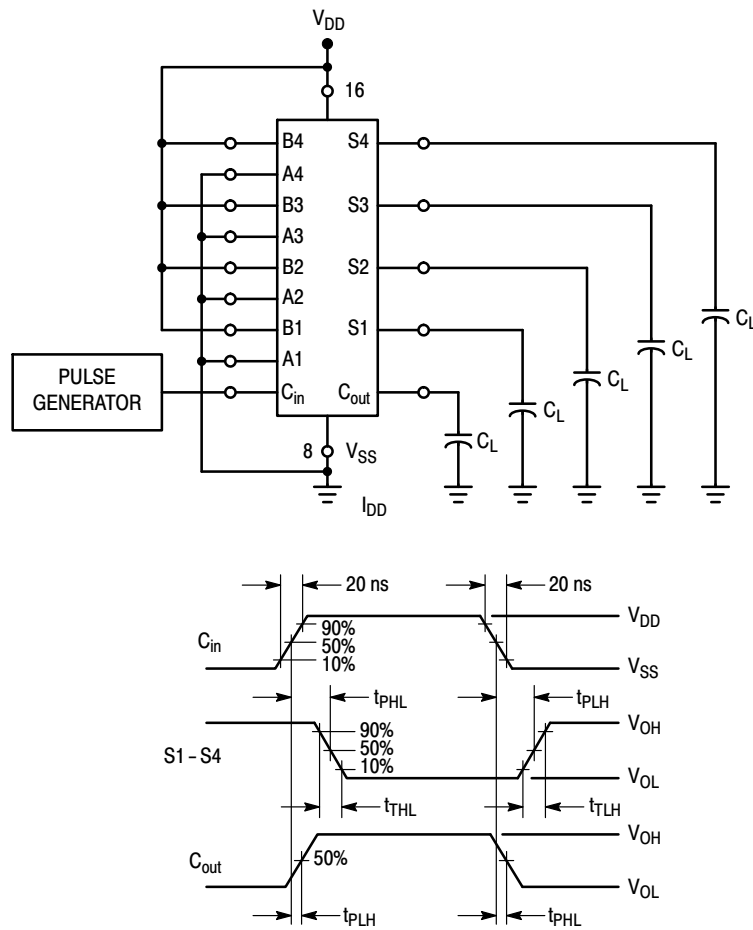 VDD
16
B4 S4
A4
B3 S3
A3
B2 S2
A2
B1 S1
A1
PULSE
GENERATOR
Cin Cout
CL
CL
CL
CL
CL
8 VSS
IDD
20 ns 20 ns
Cin
90%
50%
10%
VDD
VSS
tPHL tPLH
S1 – S4
90%
50%
10%
VOH
VOL
tTHL tTLH
Cout
50%
VOH
VOL
tPLH tPHL